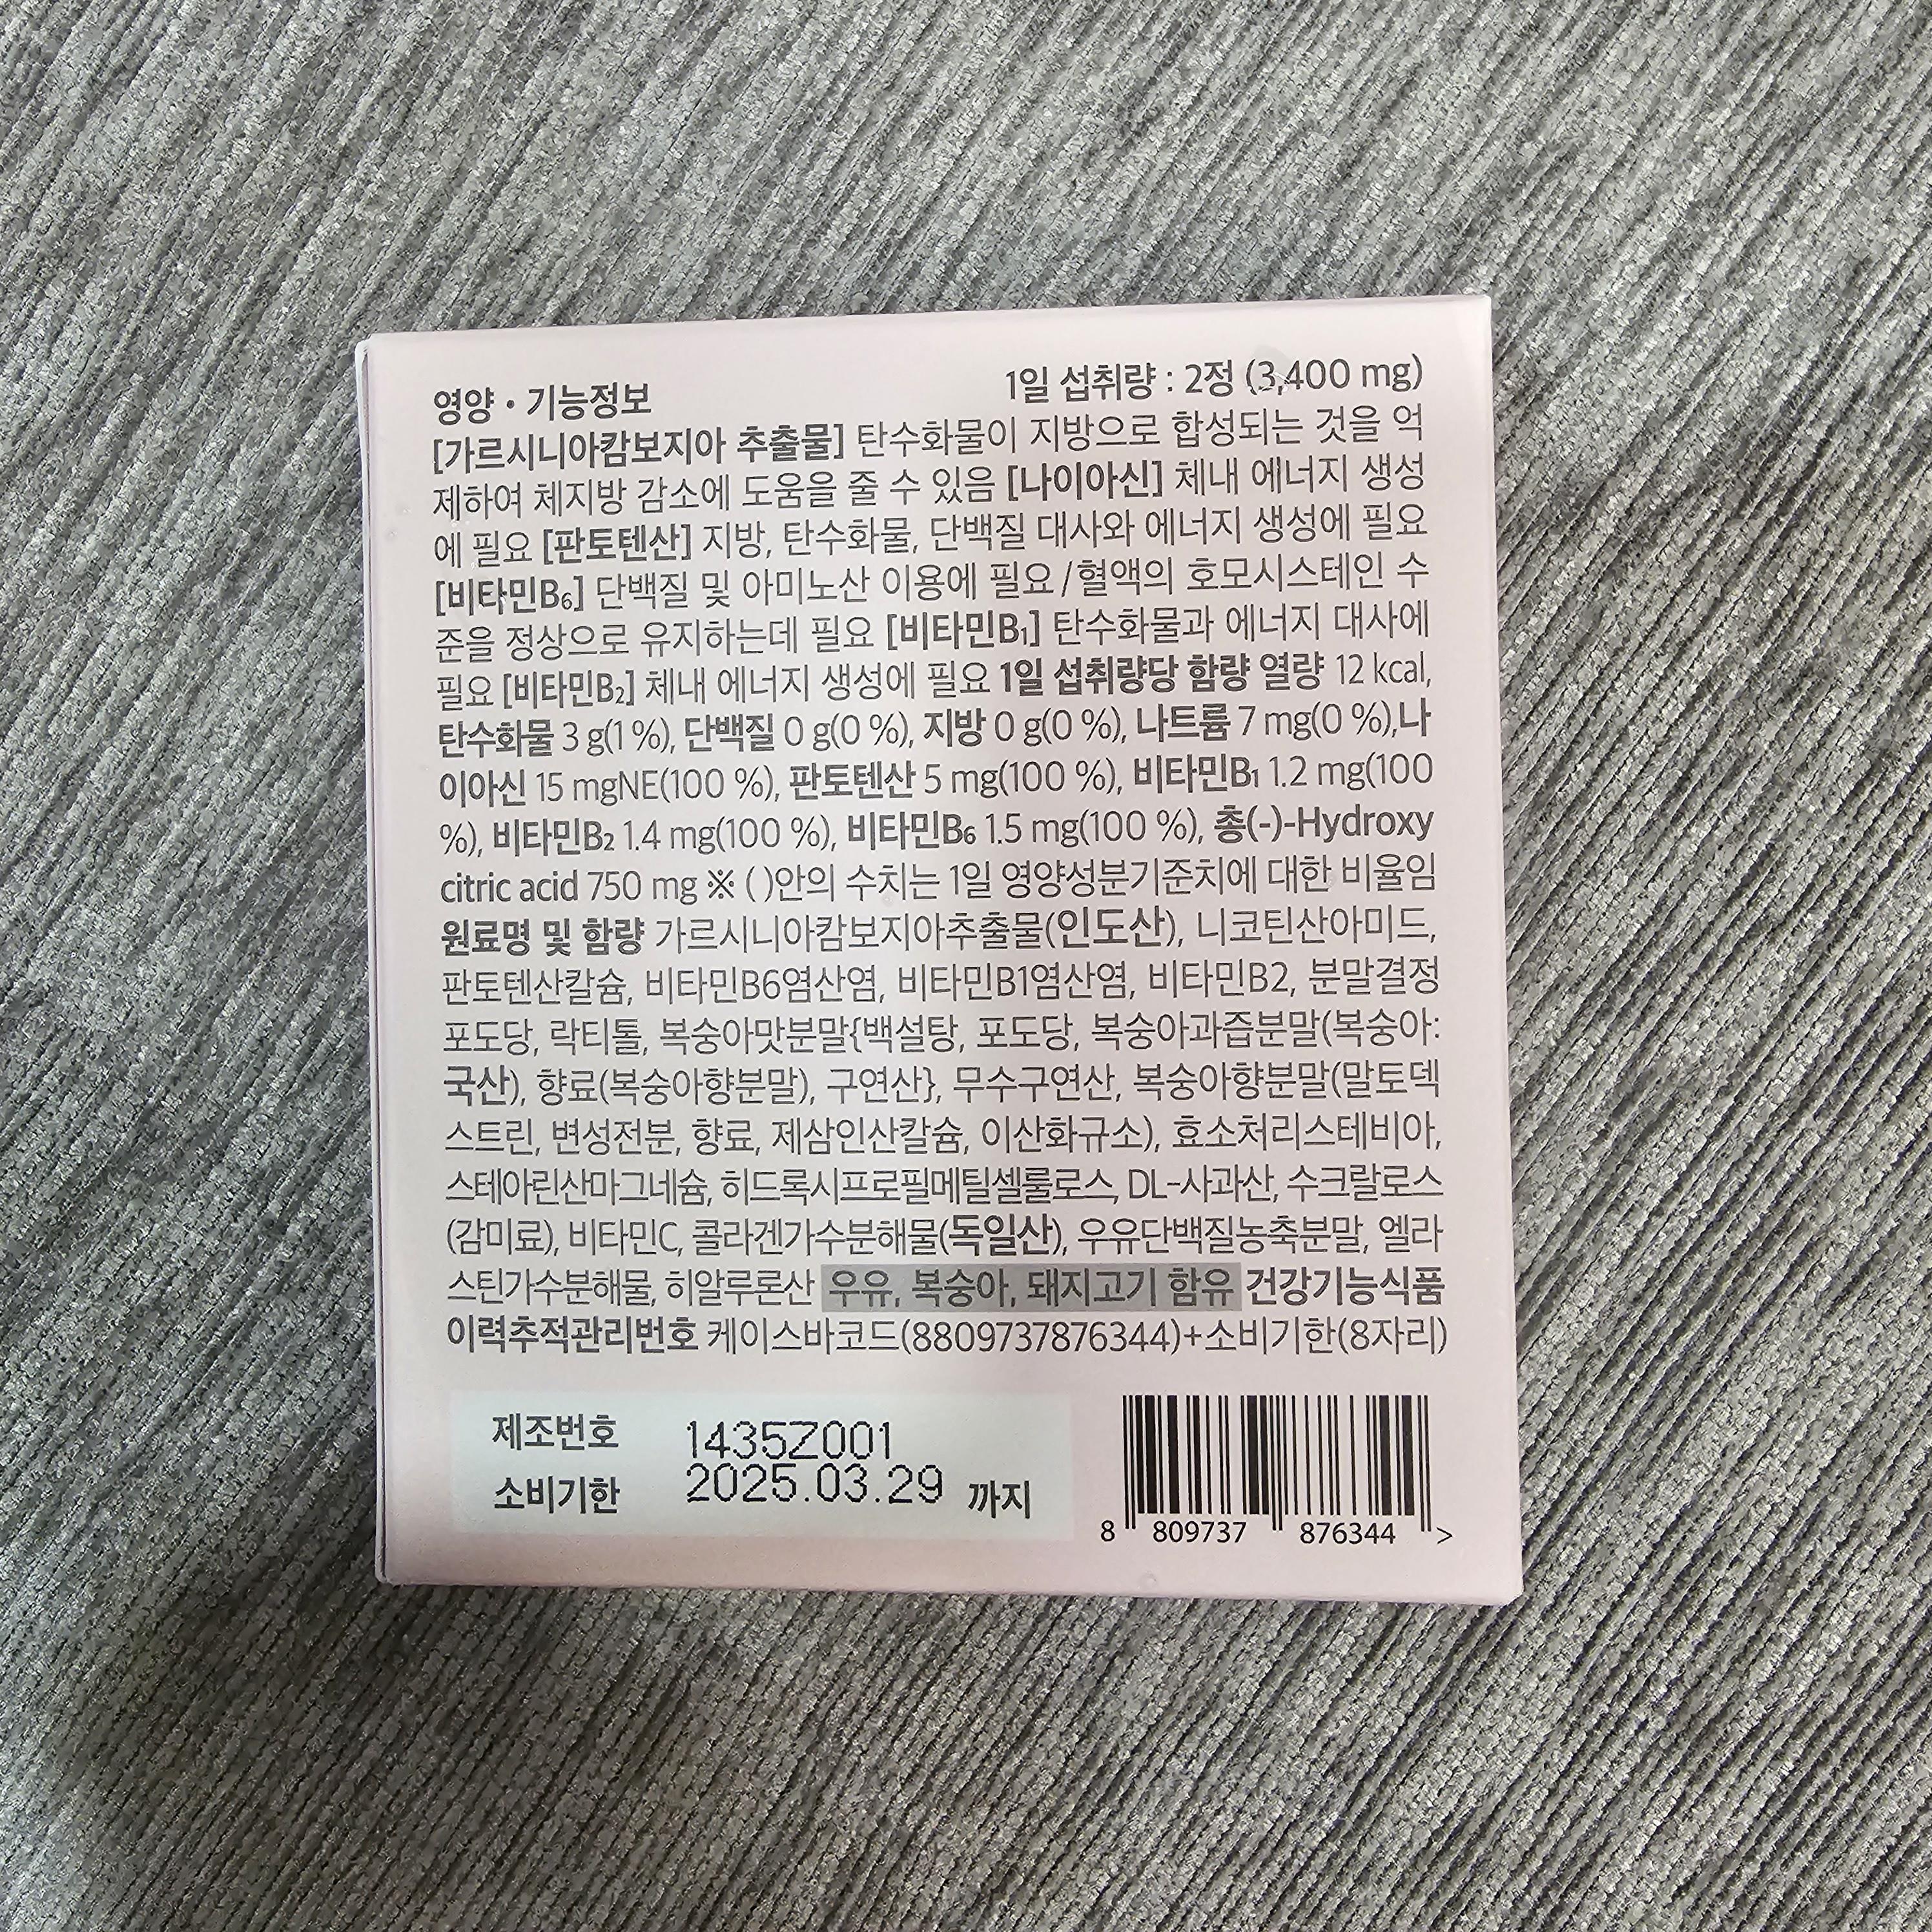 영양 • 기능정보 1일 섭취량 : 2정 (3,400 mg)
[가르시니아캄보지아 추출물] 탄수화물이 지방으로 합성되는 것을 억
제하여 체지방 감소에 도움을 줄 수 있음 [나이아신] 체내 에너지 생성
에 필요 [판토텐산] 지방, 탄수화물, 단백질 대사와 에너지 생성에 필요
[비타민B₆] 단백질 및 아미노산 이용에 필요/혈액의 호모시스테인 수
준을 정상으로 유지하는데 필요 [비타민B₁] 탄수화물과 에너지 대사에
필요 [비타민B₂] 체내 에너지 생성에 필요 1일 섭취량당 함량 열량 12 kcal,
탄수화물 3 g(1 %), 단백질 0 g(0 %), 지방 0 g(0 %), 나트륨 7 mg(0 %),나
이아신 15 mgNE(100 %), 판토텐산 5 mg(100 %), 비타민B₁ 1.2 mg(100
%), 비타민B₂ 1.4 mg(100 %), 비타민B₆ 1.5 mg(100 %), 총(-)-Hydroxy
citric acid 750 mg ※ ( )안의 수치는 1일 영양성분기준치에 대한 비율임
원료명 및 함량 가르시니아캄보지아추출물(인도산), 니코틴산아미드,
판토텐산칼슘, 비타민B6염산염, 비타민B1염산염, 비타민B2, 분말결정
포도당, 락티톨, 복숭아맛분말{백설탕, 포도당, 복숭아과즙분말(복숭아:
국산), 향료(복숭아향분말), 구연산}, 무수구연산, 복숭아향분말(말토덱
스트린, 변성전분, 향료, 제삼인산칼슘, 이산화규소), 효소처리스테비아,
스테아린산마그네슘, 히드록시프로필메틸셀룰로스, DL-사과산, 수크랄로스
(감미료), 비타민C, 콜라겐가수분해물(독일산), 우유단백질농축분말, 엘라
스틴가수분해물, 히알루론산 우유, 복숭아, 돼지고기 함유 건강기능식품
이력추적관리번호 케이스바코드(8809737876344)+소비기한(8자리)
제조번호 1435Z001
소비기한 2025.03.29 까지
8 809737 876344 >